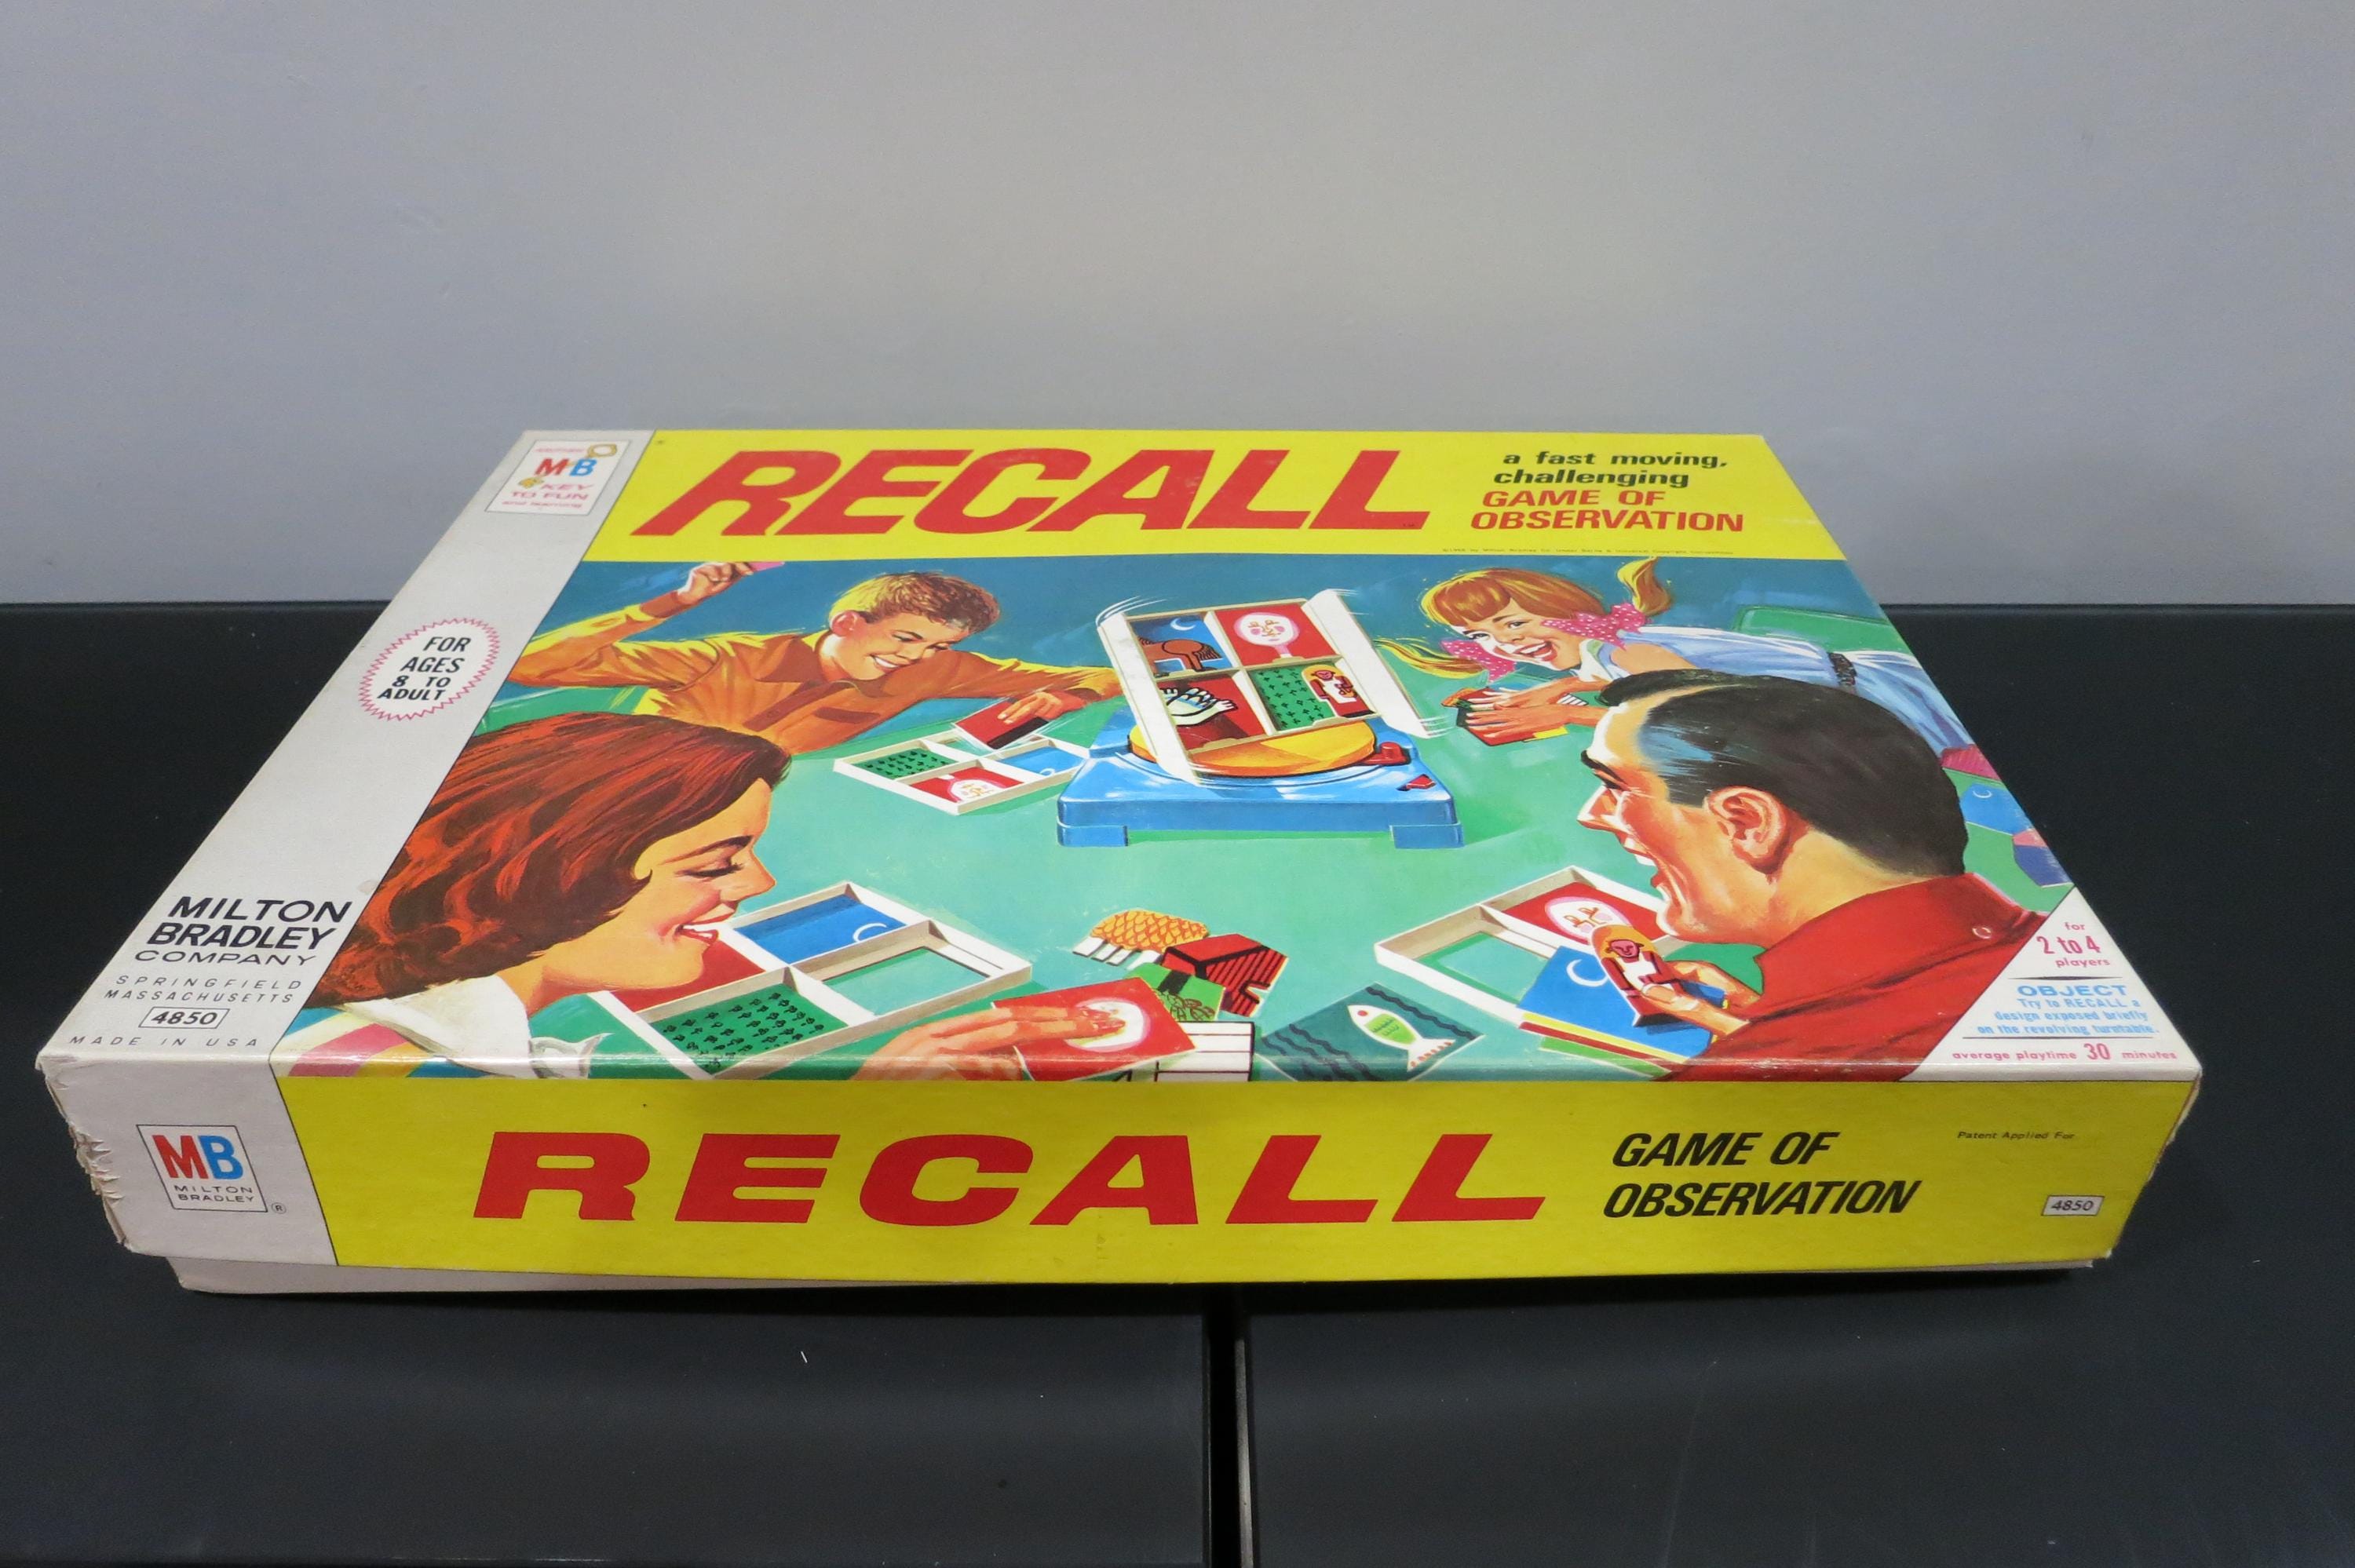 ANOTHER
MB
KEY
TO FUN
and learning
RECALL
a fast moving,
challenging
GAME OF
OBSERVATION
FOR
AGES
8 TO
ADULT
MILTON
BRADLEY
COMPANY
SPRINGFIELD
MASSACHUSETTS
4850
MADE IN USA
for
2 to 4
players
OBJECT
Try to RECALL a
design exposed briefly
on the revolving turntable.
average playtime 30 minutes
MB
MILTON
BRADLEY
®
RECALL
GAME OF
OBSERVATION
Patent Applied For
4850